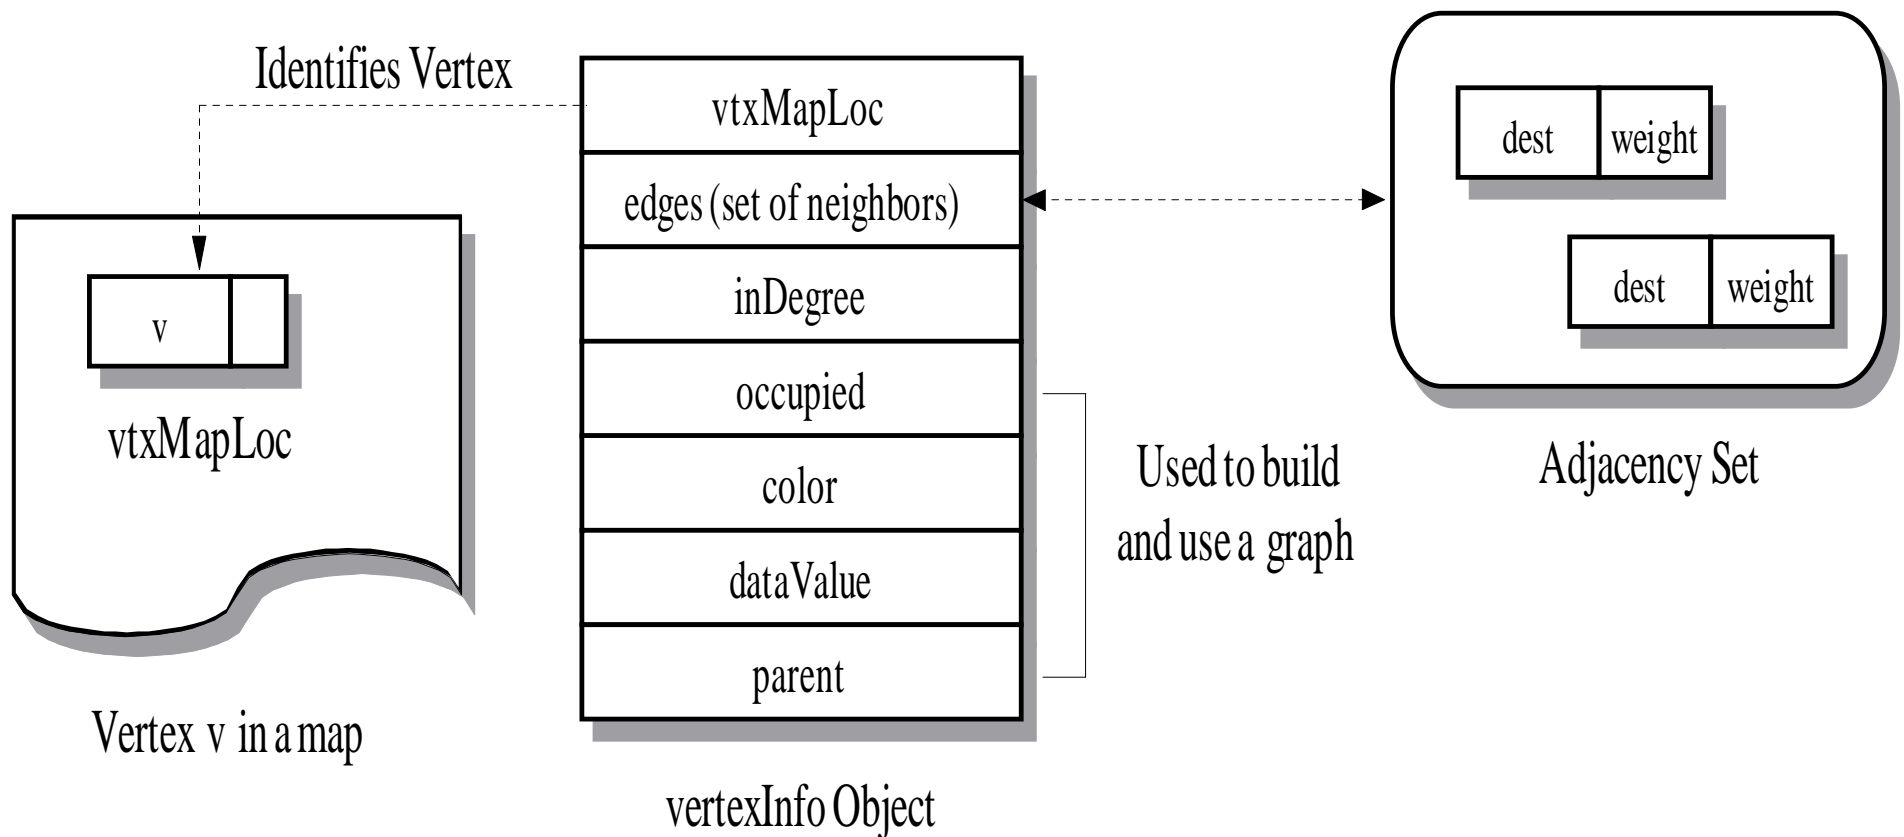 Identifies Vertex
v
vtxMapLoc
Vertex v in a map
vtxMapLoc
edges (set of neighbors)
inDegree
occupied
color
dataValue
parent
vertexInfo Object
Used to build
and use a graph
dest weight
dest weight
Adjacency Set